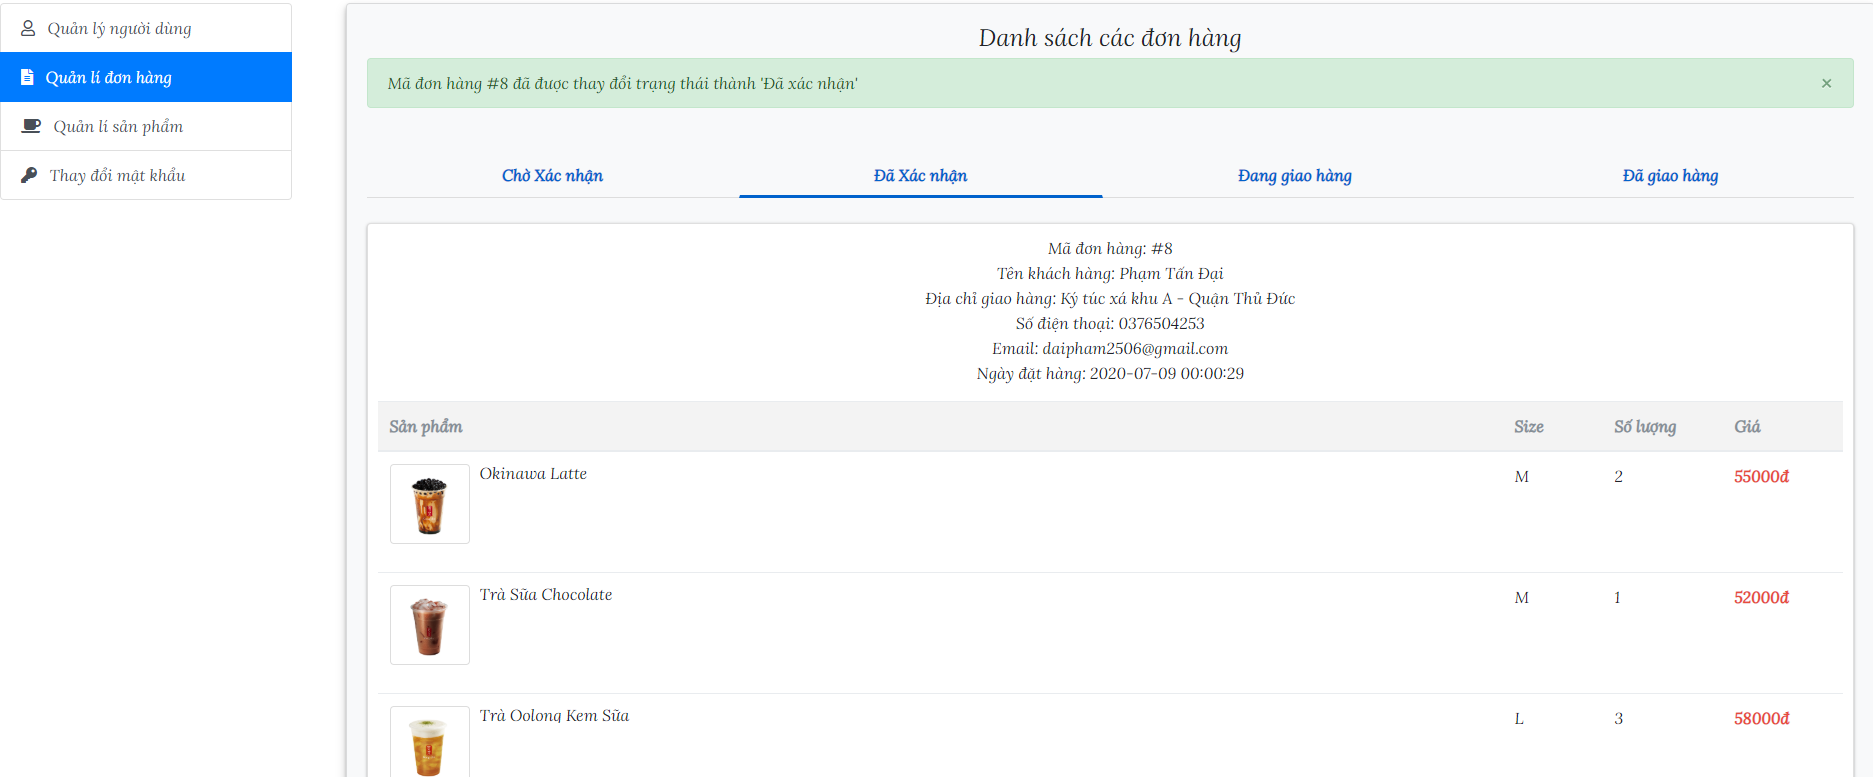 Quản lý người dùng
Quản lí đơn hàng
Quản lí sản phẩm
Thay đổi mật khẩu
Danh sách các đơn hàng
Mã đơn hàng #8 đã được thay đổi trạng thái thành 'Đã xác nhận'
×
Chờ Xác nhận
Đã Xác nhận
Đang giao hàng
Đã giao hàng
Mã đơn hàng: #8
Tên khách hàng: Phạm Tấn Đại
Địa chỉ giao hàng: Ký túc xá khu A - Quận Thủ Đức
Số điện thoại: 0376504253
Email: daipham2506@gmail.com
Ngày đặt hàng: 2020-07-09 00:00:29
Sản phẩm Size Số lượng Giá
Okinawa Latte M 2 55000đ
Trà Sữa Chocolate M 1 52000đ
Trà Oolong Kem Sữa L 3 58000đ